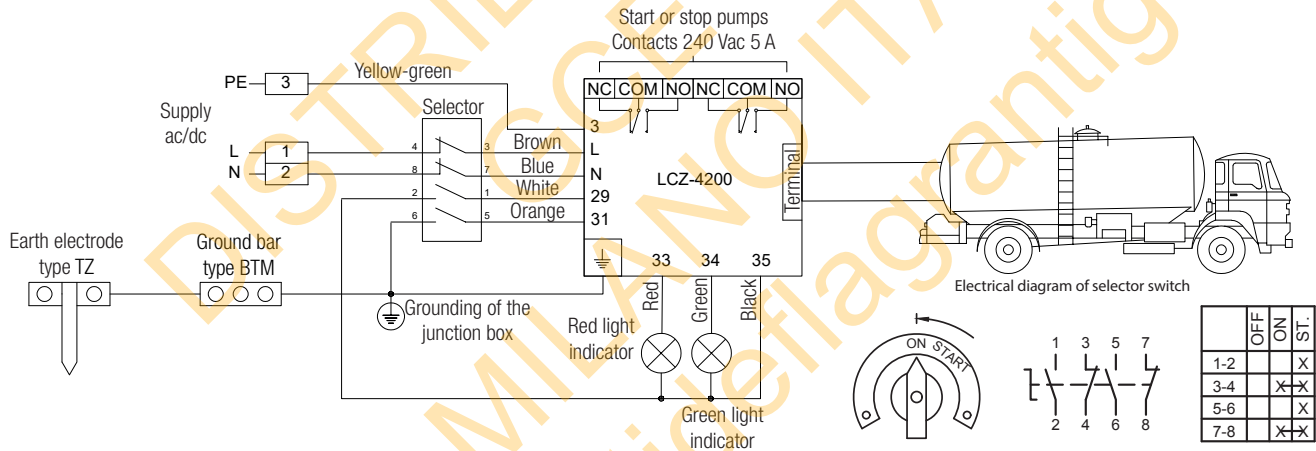 Start or stop pumps
Contacts 240 Vac 5 A
NC COM NO NC COM NO
PE 3 Yellow-green
Supply
ac/dc
Selector
3
L 1 4 3 Brown L
N 2 8 7 Blue N
2 1 White 29
6 5 Orange 31
LCZ-4200
Terminal
Earth electrode
type TZ
Ground bar
type BTM
Grounding of the
junction box
33 34 35
Red
Green
Black
Red light
indicator
Green light
indicator
Electrical diagram of selector switch
ON START
1 3 5 7
2 4 6 8
OFF ON ST.
1-2 X
3-4 X X
5-6 X
7-8 X X
MILANO ITA